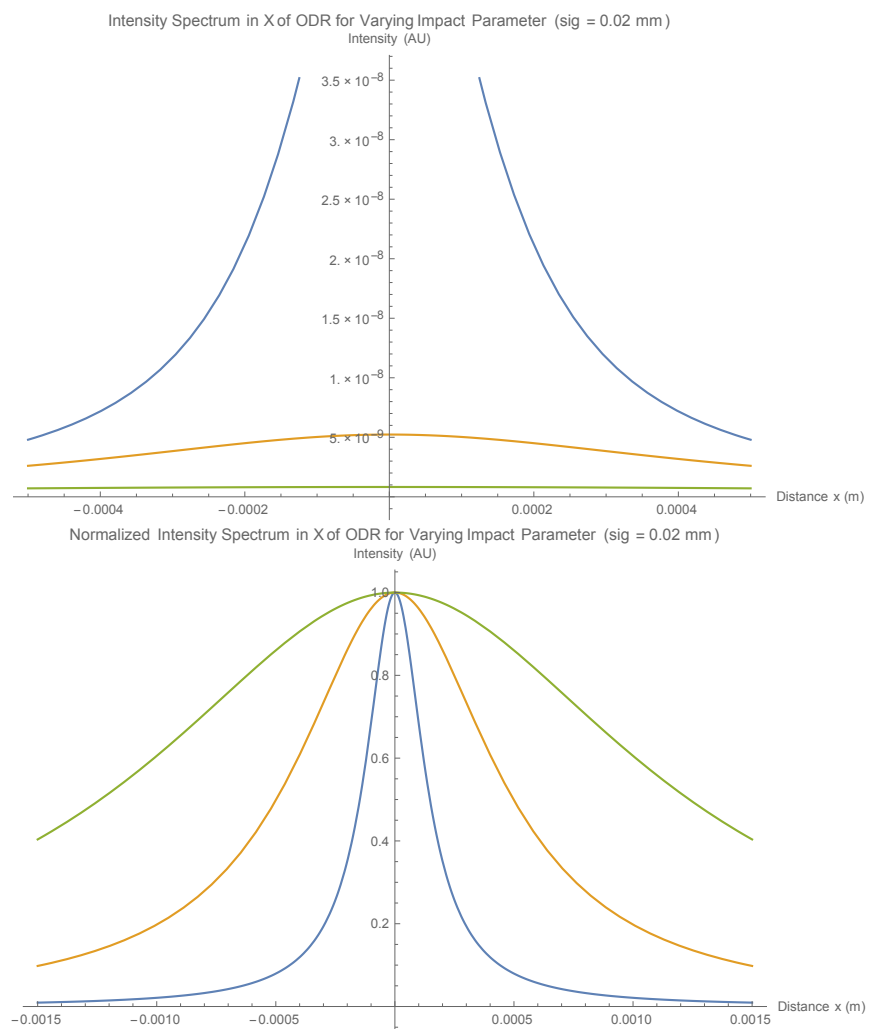 Intensity Spectrum in X of ODR for Varying Impact Parameter (sig = 0.02 mm)
Intensity (AU)
3.5 × 10⁻⁸
3. × 10⁻⁸
2.5 × 10⁻⁸
2. × 10⁻⁸
1.5 × 10⁻⁸
1. × 10⁻⁸
5. × 10⁻⁹
Distance x (m)
−0.0004 −0.0002 0.0002 0.0004
Normalized Intensity Spectrum in X of ODR for Varying Impact Parameter (sig = 0.02 mm)
Intensity (AU)
1.0
0.8
0.6
0.4
0.2
Distance x (m)
−0.0015 −0.0010 −0.0005 0.0005 0.0010 0.0015